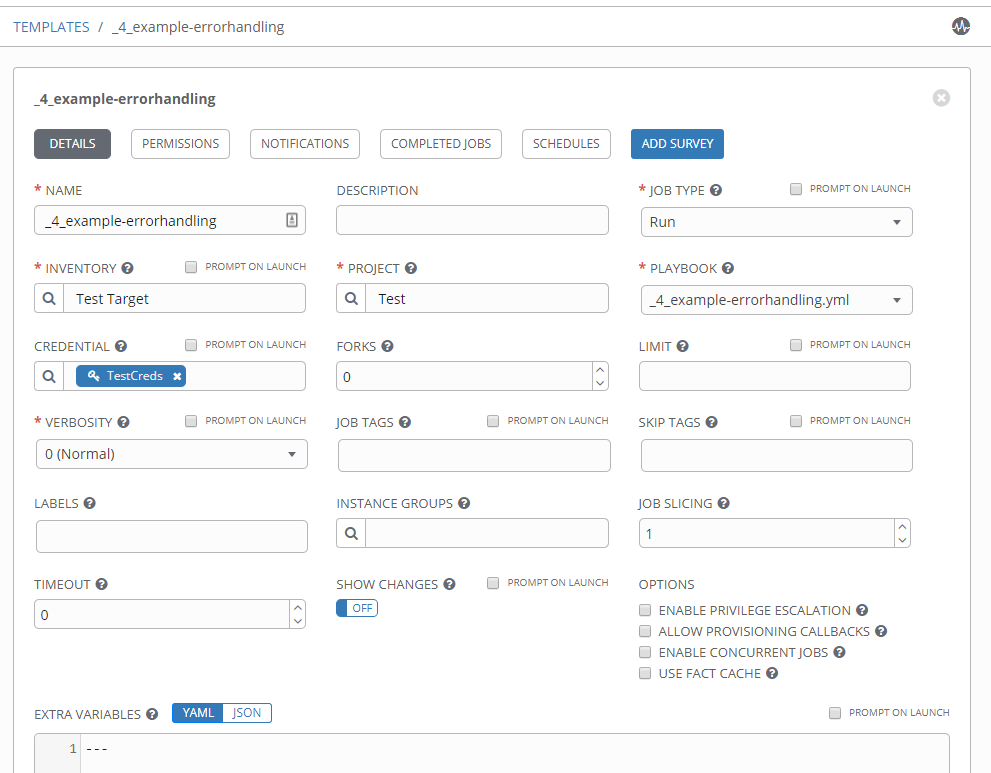 TEMPLATES / _4_example-errorhandling
_4_example-errorhandling
DETAILS PERMISSIONS NOTIFICATIONS COMPLETED JOBS SCHEDULES ADD SURVEY
* NAME DESCRIPTION * JOB TYPE ? PROMPT ON LAUNCH
_4_example-errorhandling Run
* INVENTORY ? PROMPT ON LAUNCH * PROJECT ? * PLAYBOOK ?
Test Target Test _4_example-errorhandling.yml
CREDENTIAL ? PROMPT ON LAUNCH FORKS ? LIMIT ? PROMPT ON LAUNCH
TestCreds 0
* VERBOSITY ? PROMPT ON LAUNCH JOB TAGS ? PROMPT ON LAUNCH SKIP TAGS ? PROMPT ON LAUNCH
0 (Normal)
LABELS ? INSTANCE GROUPS ? JOB SLICING ?
1
TIMEOUT ? SHOW CHANGES ? PROMPT ON LAUNCH OPTIONS
0 OFF ENABLE PRIVILEGE ESCALATION ?
ALLOW PROVISIONING CALLBACKS ?
ENABLE CONCURRENT JOBS ?
USE FACT CACHE ?
EXTRA VARIABLES ? YAML JSON PROMPT ON LAUNCH
1 ---